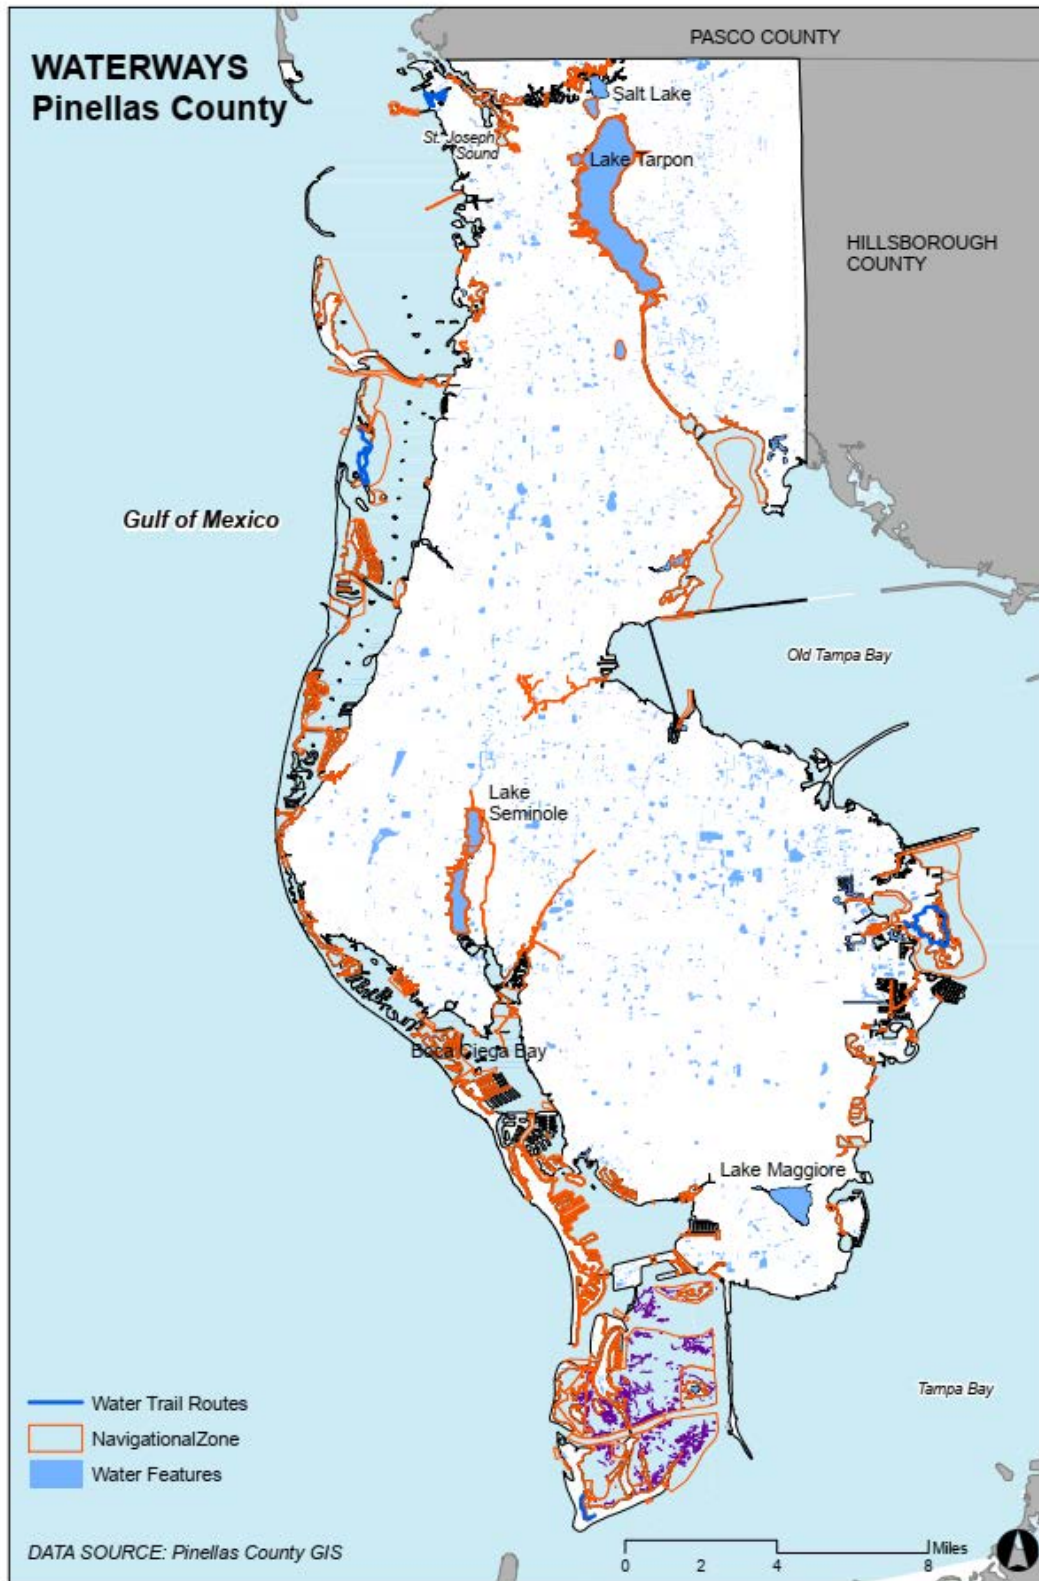 WATERWAYS
Pinellas County
PASCO COUNTY
Salt Lake
St. Joseph
Sound
Lake Tarpon
HILLSBOROUGH
COUNTY
Gulf of Mexico
Old Tampa Bay
Lake
Seminole
Boca Ciega Bay
Lake Maggiore
Tampa Bay
Water Trail Routes
NavigationalZone
Water Features
DATA SOURCE: Pinellas County GIS
Miles
0 2 4 8